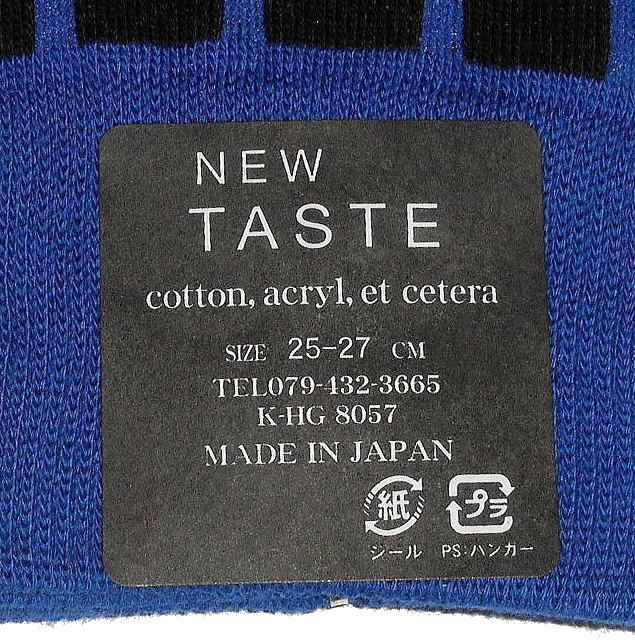 NEW
TASTE
cotton, acryl, et cetera
SIZE 25-27 CM
TEL079-432-3665
K-HG 8057
MADE IN JAPAN
紙 プラ
シール PS:ハンガー